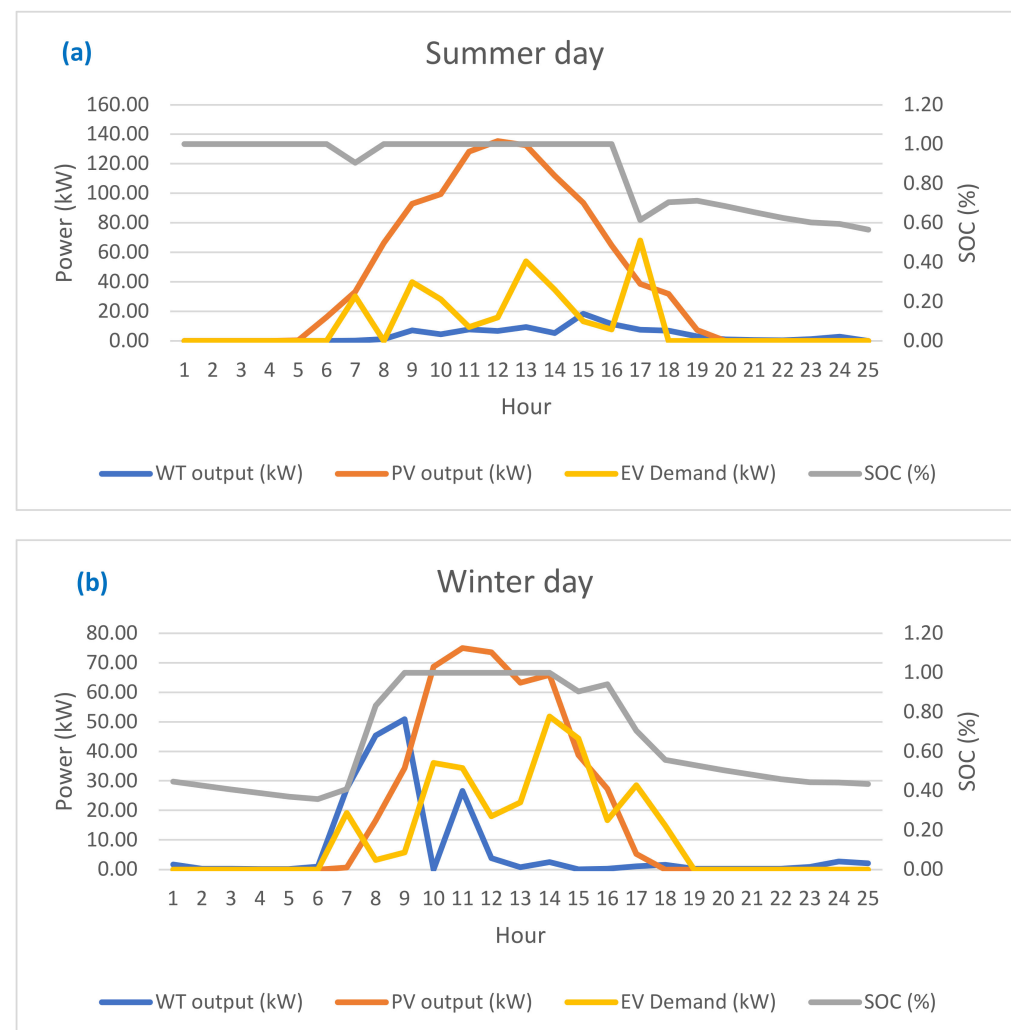 (a)
Summer day
Power (kW)
160.00
140.00
120.00
100.00
80.00
60.00
40.00
20.00
0.00
1.20
1.00
0.80
0.60
0.40
0.20
0.00
SOC (%)
1 2 3 4 5 6 7 8 9 10 11 12 13 14 15 16 17 18 19 20 21 22 23 24 25
Hour
WT output (kW) PV output (kW) EV Demand (kW) SOC (%)
(b)
Winter day
Power (kW)
80.00
70.00
60.00
50.00
40.00
30.00
20.00
10.00
0.00
1.20
1.00
0.80
0.60
0.40
0.20
0.00
SOC (%)
1 2 3 4 5 6 7 8 9 10 11 12 13 14 15 16 17 18 19 20 21 22 23 24 25
Hour
WT output (kW) PV output (kW) EV Demand (kW) SOC (%)